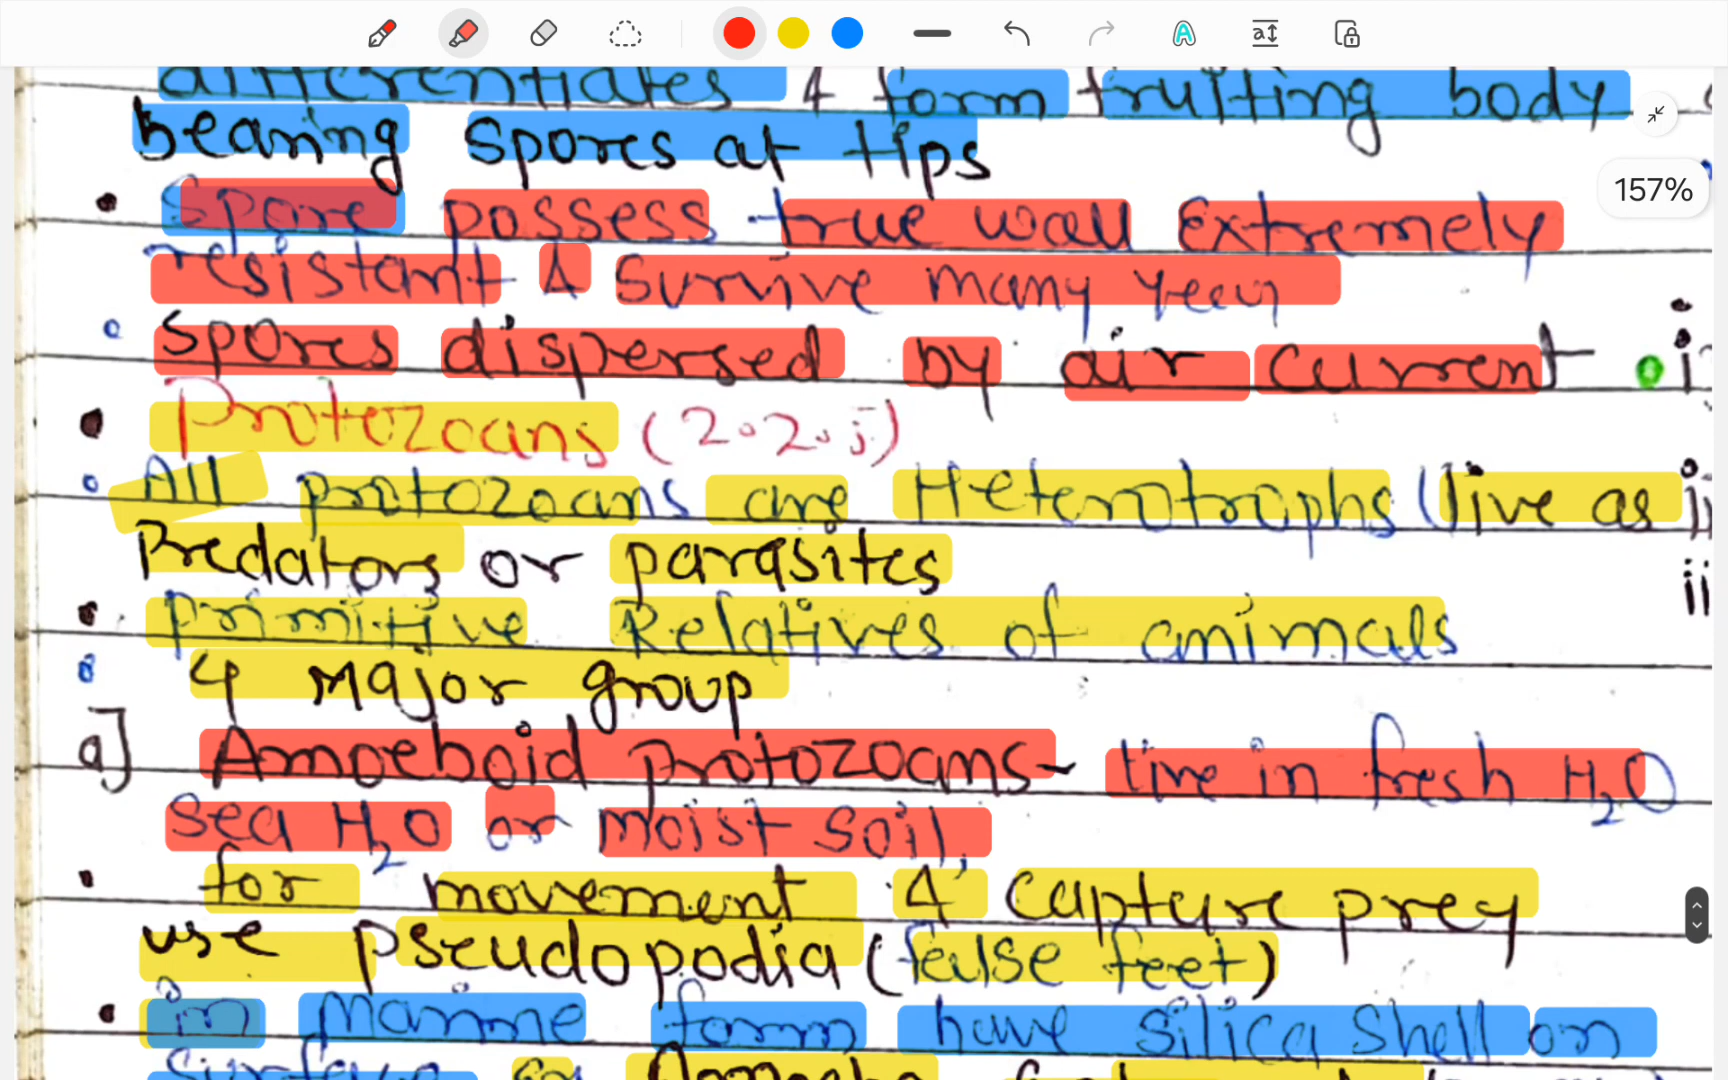 differentiates & form fruiting body
bearing spores at tips
157%
• Spore possess true wall Extremely
resistant & survive many year
• Spores dispersed by air current
• Protozoans (2.2.5)
• All protozoans are Heterotrophs (live as
Predators or parasites
• primitive Relatives of animals
• 4 Major group
a] Amoeboid protozoans - live in fresh H2O
sea H2O or moist soil,
• for movement & capture prey
use pseudopodia (false feet)
• in marine form have silica shell on
surface